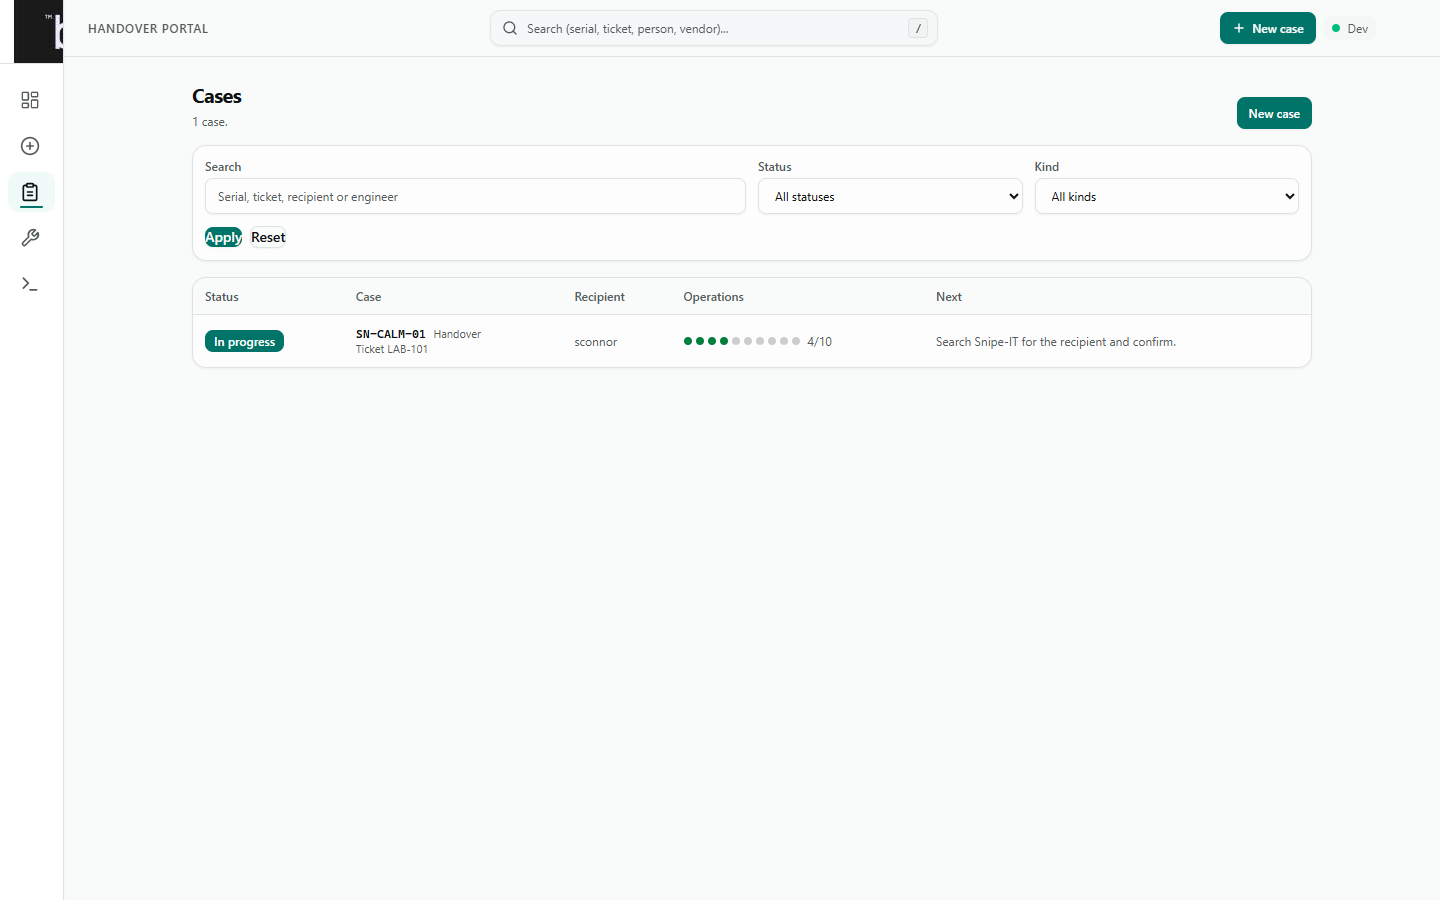 ™ b
HANDOVER PORTAL
Search (serial, ticket, person, vendor)...
/
+ New case
Dev
Cases
1 case.
New case
Search
Status
Kind
Serial, ticket, recipient or engineer
All statuses
All kinds
Apply
Reset
Status Case Recipient Operations Next
In progress
SN-CALM-01 Handover
Ticket LAB-101
sconnor
4/10
Search Snipe-IT for the recipient and confirm.